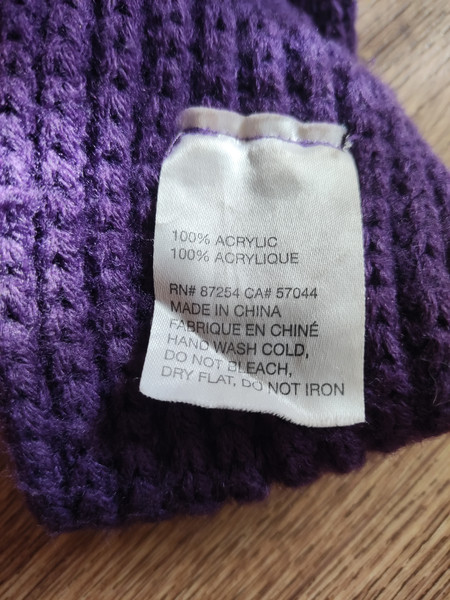 100% ACRYLIC
100% ACRYLIQUE
RN# 87254 CA# 57044
MADE IN CHINA
FABRIQUE EN CHINÉ
HAND WASH COLD,
DO NOT BLEACH,
DRY FLAT, DO NOT IRON